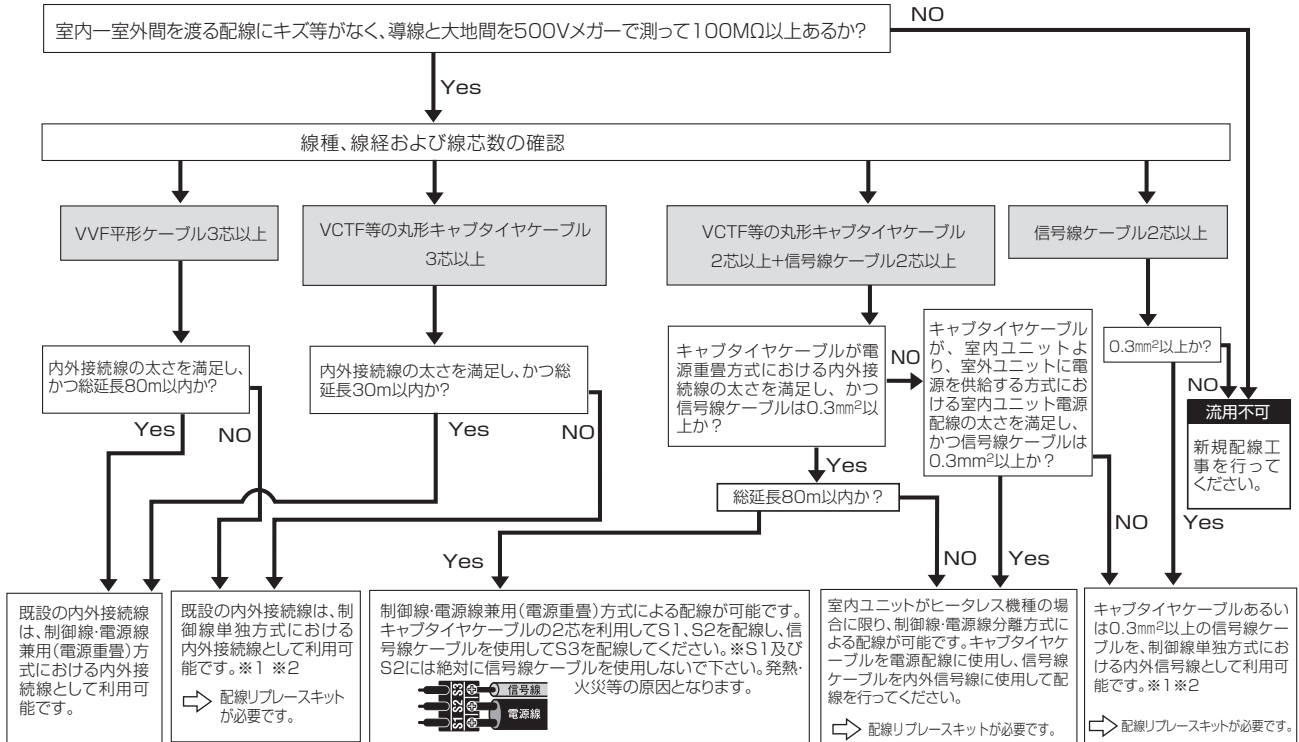 室内ー室外間を渡る配線にキズ等がなく、導線と大地間を500Vメガーで測って100MΩ以上あるか?
NO
Yes
線種、線経および線芯数の確認
VVF平形ケーブル3芯以上
VCTF等の丸形キャブタイヤケーブル
3芯以上
VCTF等の丸形キャブタイヤケーブル
2芯以上+信号線ケーブル2芯以上
信号線ケーブル2芯以上
内外接続線の太さを満足し、
かつ総延長80m以内か?
Yes
NO
内外接続線の太さを満足し、かつ総
延長30m以内か?
Yes
NO
キャブタイヤケーブルが電
源重畳方式における内外接
続線の太さを満足し、かつ
信号線ケーブルは0.3mm²以
上か?
NO
Yes
キャブタイヤケーブル
が、室内ユニットよ
り、室外ユニットに電
源を供給する方式にお
ける室内ユニット電源
配線の太さを満足し、
かつ信号線ケーブルは
0.3mm²以上か?
0.3mm²以上か?
NO
流用不可
新規配線工
事を行って
ください。
総延長80m以内か?
Yes
NO
Yes
NO
Yes
既設の内外接続線
は、制御線・電源線
兼用(電源重畳)方
式における内外接
続線として利用可
能です。
既設の内外接続線は、制
御線単独方式における
内外接続線として利用可
能です。※1 ※2
⇨ 配線リプレースキット
が必要です。
制御線・電源線兼用(電源重畳)方式による配線が可能です。
キャブタイヤケーブルの2芯を利用してS1、S2を配線し、信
号線ケーブルを使用してS3を配線してください。※S1及び
S2には絶対に信号線ケーブルを使用しないで下さい。発熱・
火災等の原因となります。
S1 S2 S3
信号線
電源線
室内ユニットがヒータレス機種の場
合に限り、制御線・電源線分離方式に
よる配線が可能です。キャブタイヤケ
ーブルを電源配線に使用し、信号線
ケーブルを内外信号線に使用して配
線を行ってください。
⇨ 配線リプレースキットが必要です。
キャブタイヤケーブルあるい
は0.3mm²以上の信号線ケー
ブルを、制御線単独方式にお
ける内外信号線として利用可
能です。※1※2
⇨ 配線リプレースキットが必要です。